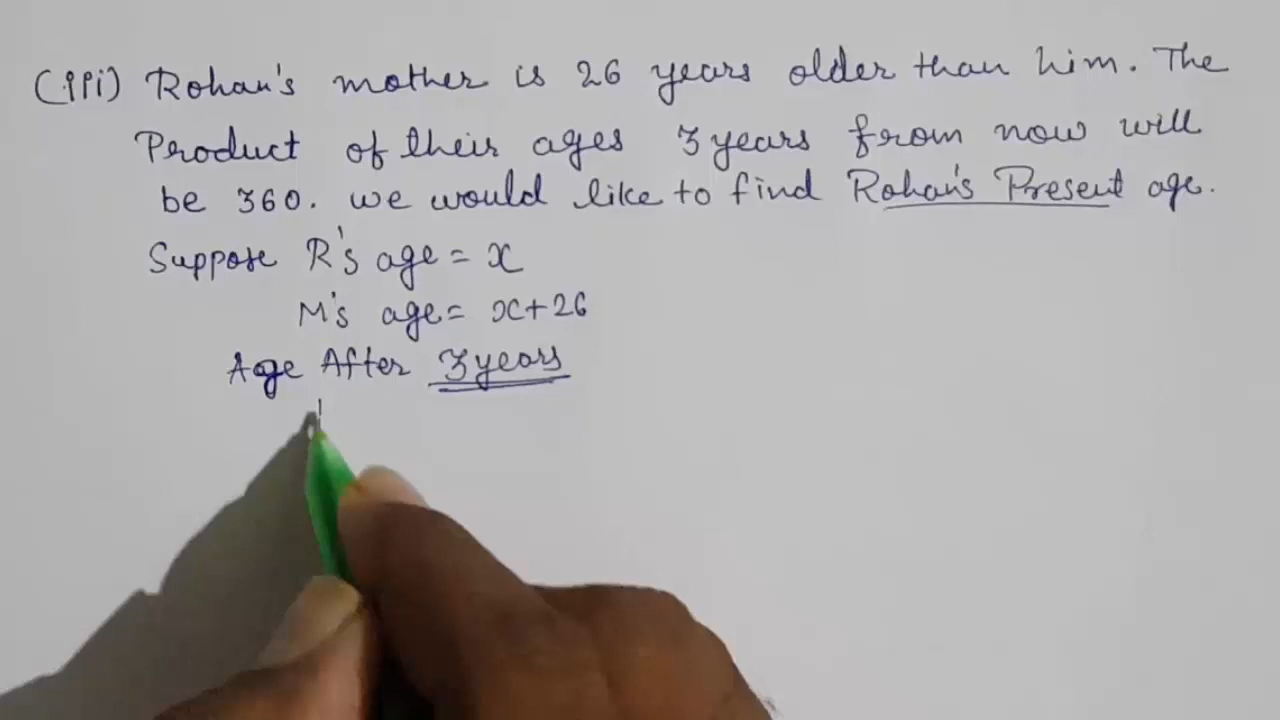 (iii) Rohan's mother is 26 years older than him. The
Product of their ages 3 years from now will
be 360. we would like to find Rohan's Present age.
Suppose R's age = x
M's age = x+26
Age After 3 years